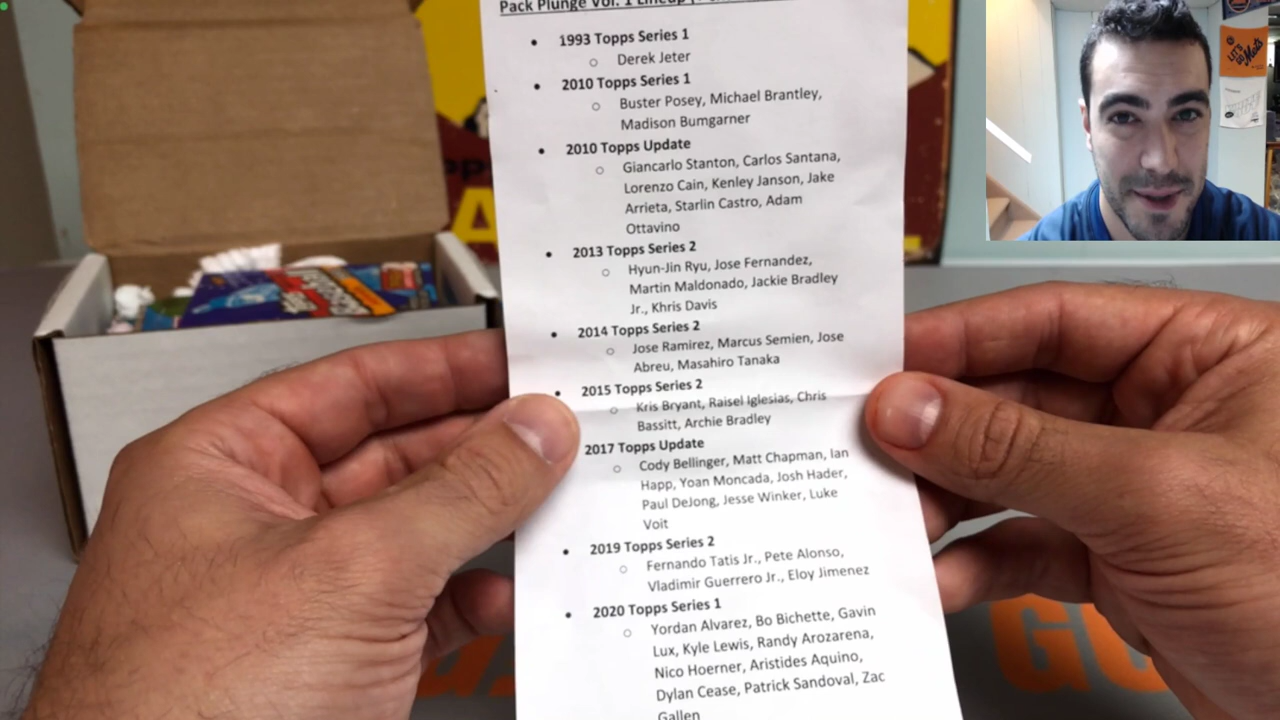 Pack Plunge Vol. 1 Lineup
• 1993 Topps Series 1
○ Derek Jeter
• 2010 Topps Series 1
○ Buster Posey, Michael Brantley,
Madison Bumgarner
• 2010 Topps Update
○ Giancarlo Stanton, Carlos Santana,
Lorenzo Cain, Kenley Janson, Jake
Arrieta, Starlin Castro, Adam
Ottavino
• 2013 Topps Series 2
○ Hyun-Jin Ryu, Jose Fernandez,
Martin Maldonado, Jackie Bradley
Jr., Khris Davis
• 2014 Topps Series 2
○ Jose Ramirez, Marcus Semien, Jose
Abreu, Masahiro Tanaka
• 2015 Topps Series 2
○ Kris Bryant, Raisel Iglesias, Chris
Bassitt, Archie Bradley
2017 Topps Update
○ Cody Bellinger, Matt Chapman, Ian
Happ, Yoan Moncada, Josh Hader,
Paul DeJong, Jesse Winker, Luke
Voit
• 2019 Topps Series 2
○ Fernando Tatis Jr., Pete Alonso,
Vladimir Guerrero Jr., Eloy Jimenez
• 2020 Topps Series 1
○ Yordan Alvarez, Bo Bichette, Gavin
Lux, Kyle Lewis, Randy Arozarena,
Nico Hoerner, Aristides Aquino,
Dylan Cease, Patrick Sandoval, Zac
Gallen
LET'S
GO Mets